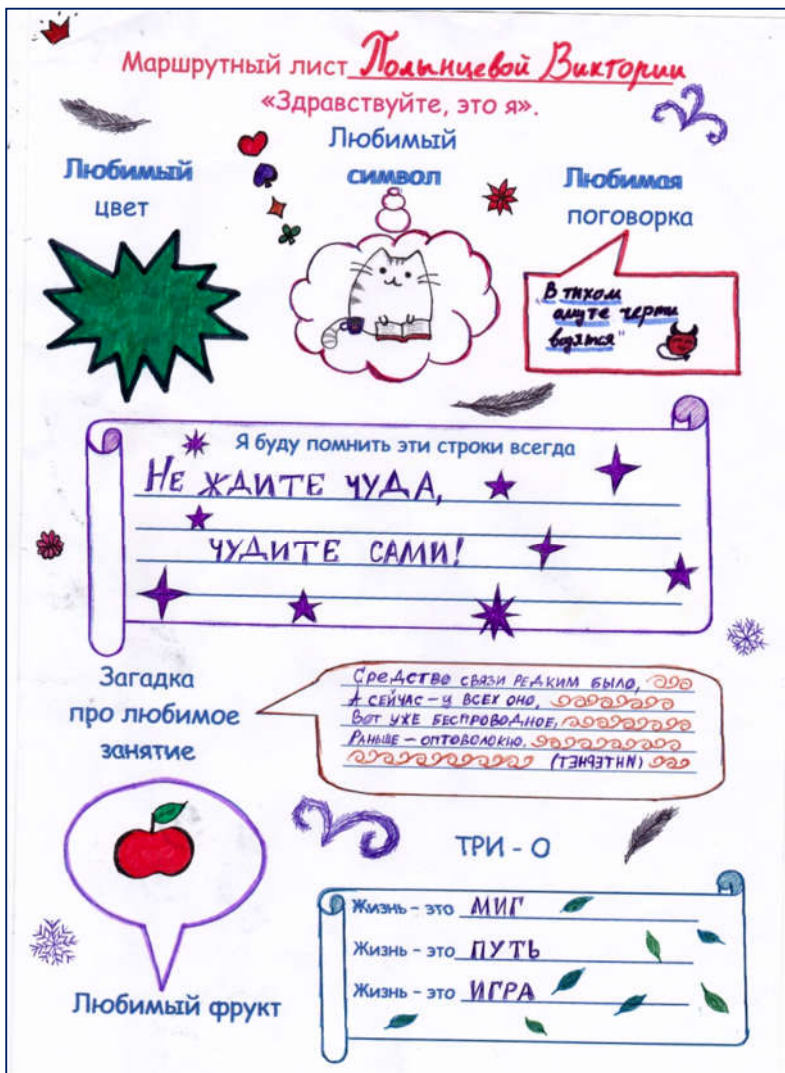 Маршрутный лист Полынцевой Виктории
«Здравствуйте, это я».
Любимый
цвет
Любимый
символ
Любимая
поговорка
"В тихом
омуте черти
водятся"
Я буду помнить эти строки всегда
НЕ ЖДИТЕ ЧУДА,
ЧУДИТЕ САМИ!
Загадка
про любимое
занятие
СРЕДСТВО СВЯЗИ РЕДКИМ БЫЛО,
А СЕЙЧАС – У ВСЕХ ОНО,
ВОТ УЖЕ БЕСПРОВОДНОЕ,
РАНЬШЕ – ОПТОВОЛОКНО.
(ИНТЕРНЕТ)
Любимый фрукт
ТРИ - О
Жизнь - это МИГ
Жизнь - это ПУТЬ
Жизнь - это ИГРА